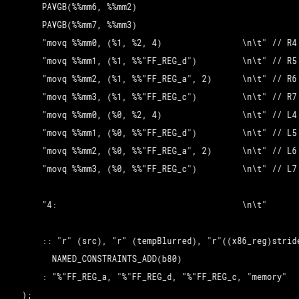 PAVGB(%%mm6, %%mm2)
PAVGB(%%mm7, %%mm3)
"movq %%mm0, (%1, %2, 4) \n\t" // R4
"movq %%mm1, (%1, %%"FF_REG_d") \n\t" // R5
"movq %%mm2, (%1, %%"FF_REG_a", 2) \n\t" // R6
"movq %%mm3, (%1, %%"FF_REG_c") \n\t" // R7
"movq %%mm0, (%0, %2, 4) \n\t" // L4
"movq %%mm1, (%0, %%"FF_REG_d") \n\t" // L5
"movq %%mm2, (%0, %%"FF_REG_a", 2) \n\t" // L6
"movq %%mm3, (%0, %%"FF_REG_c") \n\t" // L7
"4: \n\t"
:: "r" (src), "r" (tempBlurred), "r"((x86_reg)stride
NAMED_CONSTRAINTS_ADD(b80)
: "%"FF_REG_a, "%"FF_REG_d, "%"FF_REG_c, "memory"
);